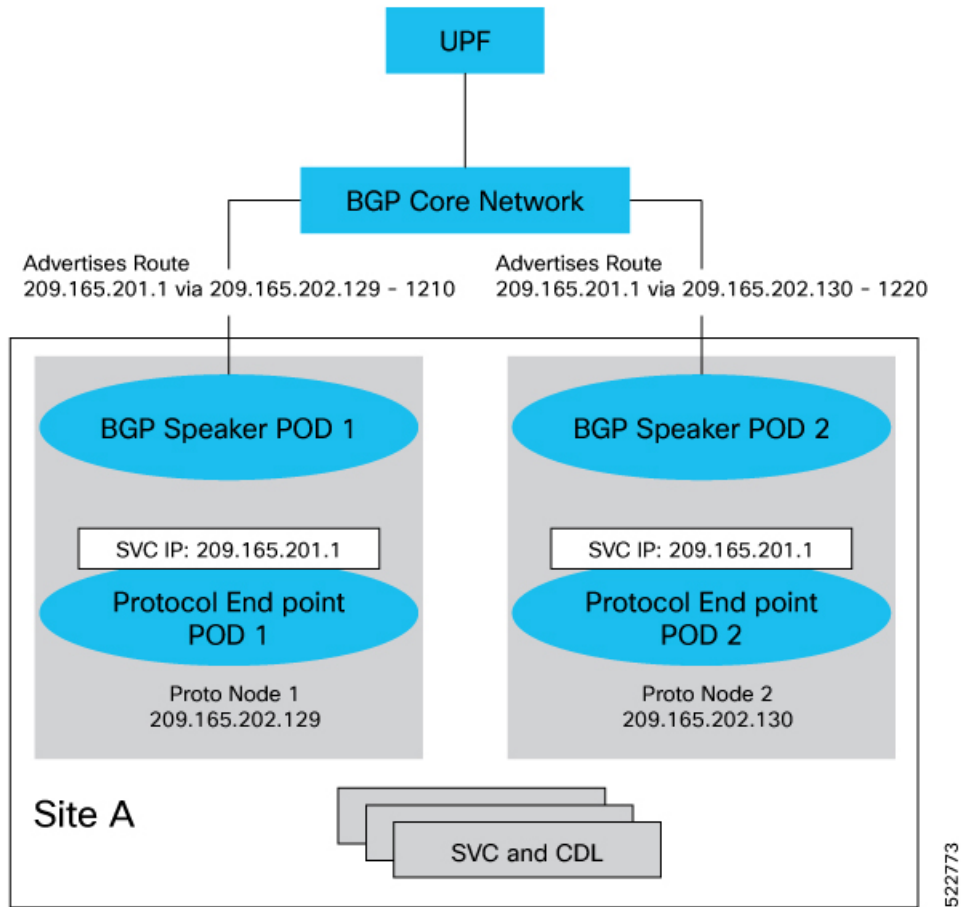 UPF
BGP Core Network
Advertises Route
209.165.201.1 via 209.165.202.129 - 1210
Advertises Route
209.165.201.1 via 209.165.202.130 - 1220
BGP Speaker POD 1
BGP Speaker POD 2
SVC IP: 209.165.201.1
SVC IP: 209.165.201.1
Protocol End point
POD 1
Protocol End point
POD 2
Proto Node 1
209.165.202.129
Proto Node 2
209.165.202.130
Site A
SVC and CDL
522773